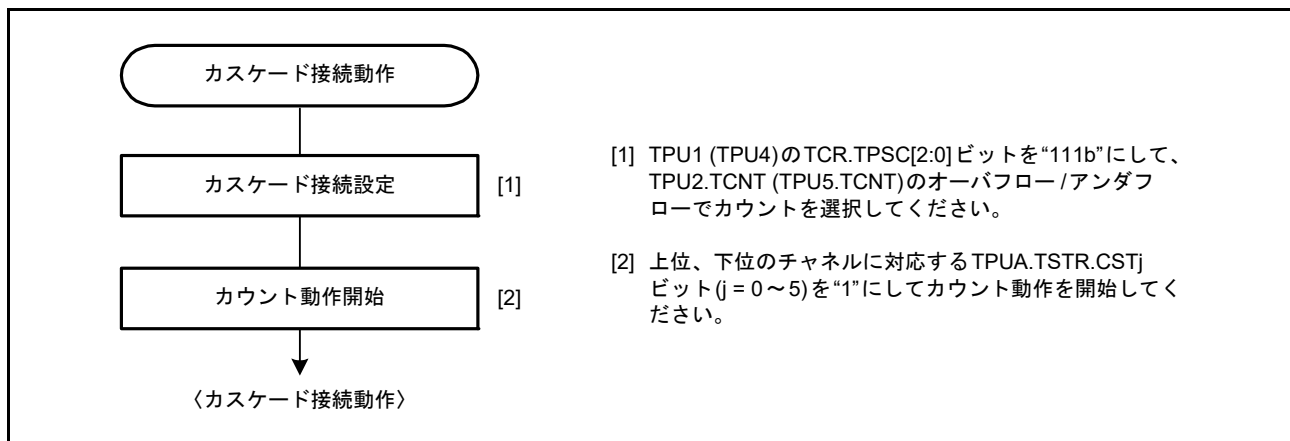 カスケード接続動作
カスケード接続設定
[1]
カウント動作開始
[2]
〈カスケード接続動作〉
[1] TPU1 (TPU4)のTCR.TPSC[2:0]ビットを“111b”にして、
TPU2.TCNT (TPU5.TCNT)のオーバフロー/アンダフ
ローでカウントを選択してください。
[2] 上位、下位のチャネルに対応するTPUA.TSTR.CSTj
ビット(j = 0～5)を“1”にしてカウント動作を開始してく
ださい。